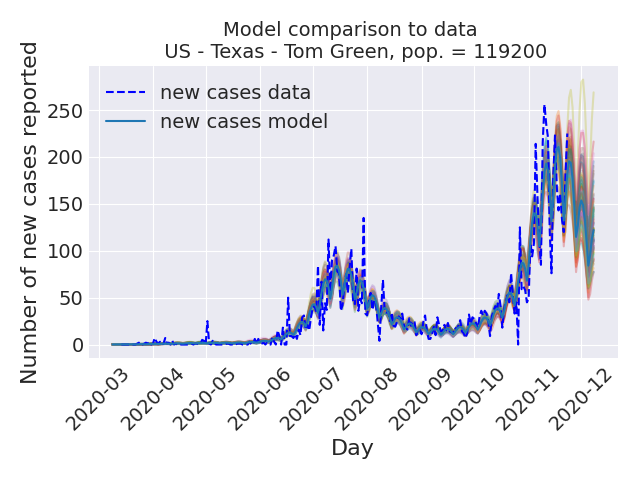 Model comparison to data
US - Texas - Tom Green, pop. = 119200
Number of new cases reported
new cases data
new cases model
250
200
150
100
50
0
2020-03
2020-04
2020-05
2020-06
2020-07
2020-08
2020-09
2020-10
2020-11
2020-12
Day